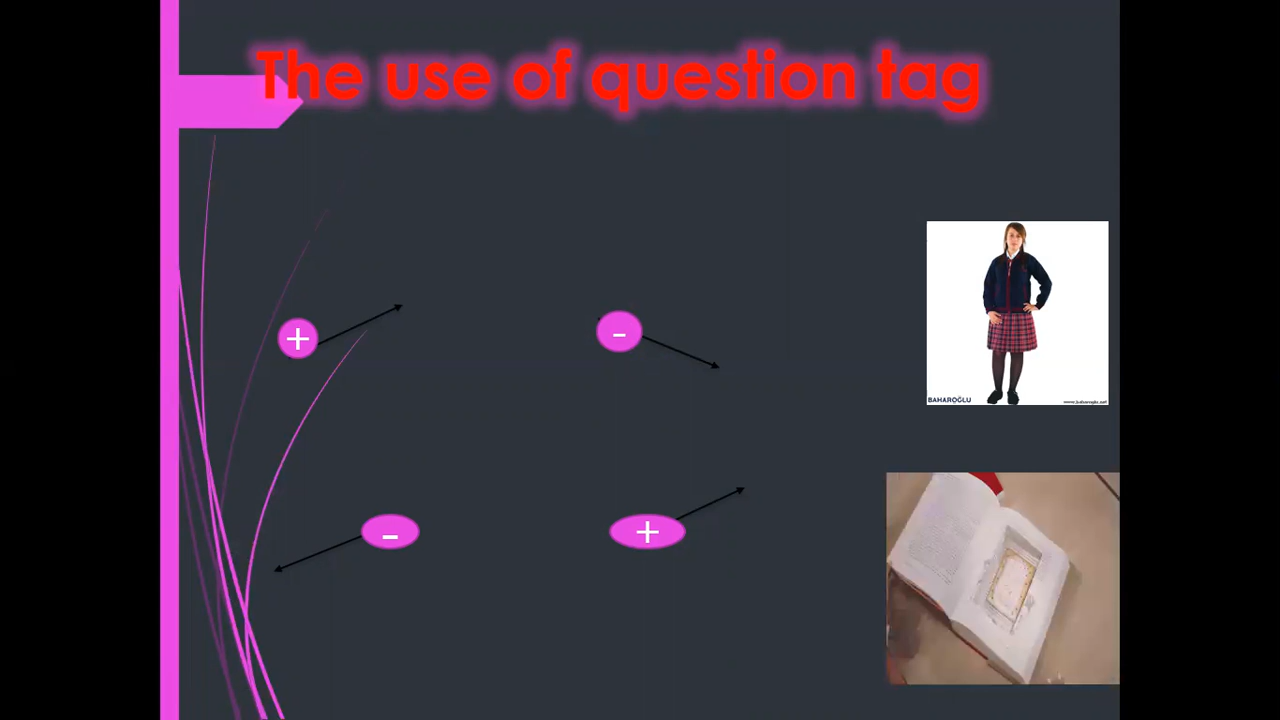 The use of question tag
+
-
BAHAROĞLU
-
+